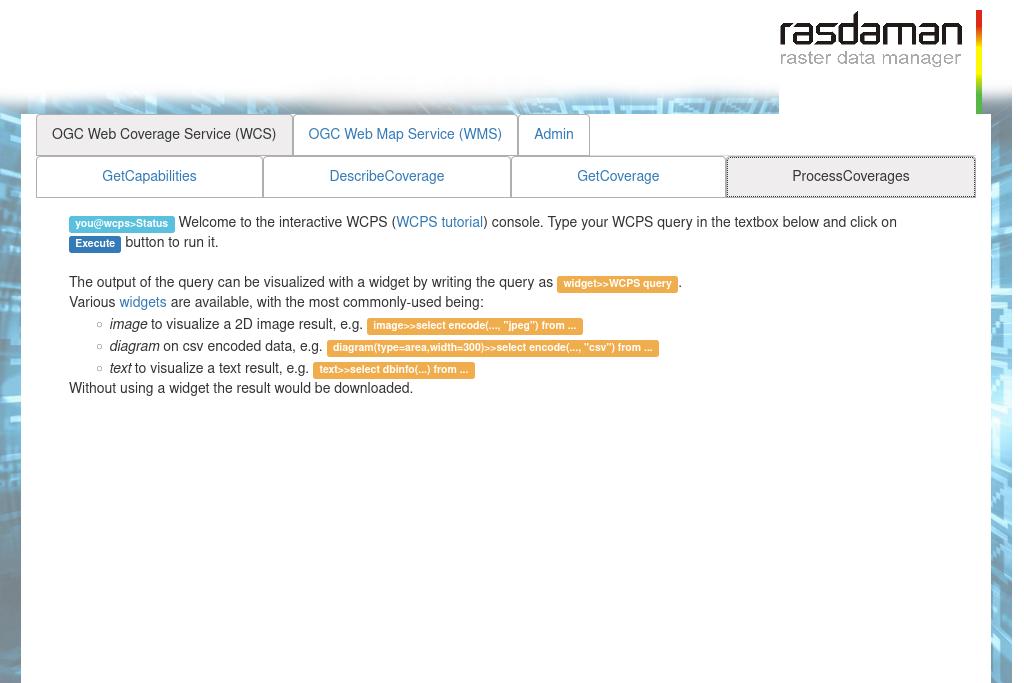 rasdaman
raster data manager
OGC Web Coverage Service (WCS) OGC Web Map Service (WMS) Admin
GetCapabilities DescribeCoverage GetCoverage ProcessCoverages
you@wcps>Status Welcome to the interactive WCPS (WCPS tutorial) console. Type your WCPS query in the textbox below and click on
Execute button to run it.
The output of the query can be visualized with a widget by writing the query as widget>>WCPS query.
Various widgets are available, with the most commonly-used being:
○ image to visualize a 2D image result, e.g. image>>select encode(..., "jpeg") from ...
○ diagram on csv encoded data, e.g. diagram(type=area,width=300)>>select encode(..., "csv") from ...
○ text to visualize a text result, e.g. text>>select dbinfo(...) from ...
Without using a widget the result would be downloaded.